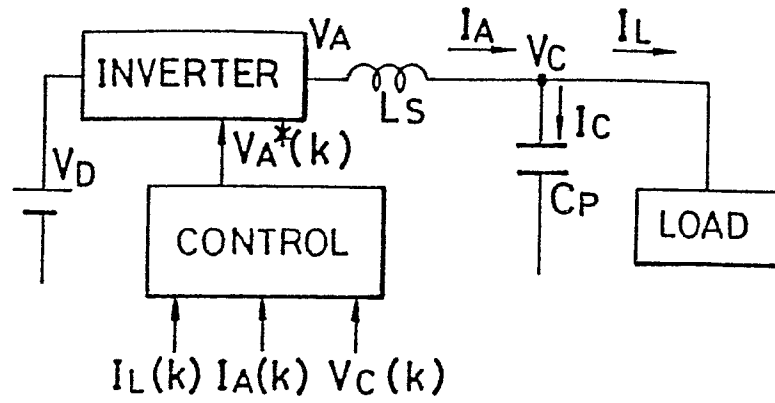 VA
IA
VC
IL
INVERTER
LS
IC
VA*(k)
VD
CP
CONTROL
LOAD
IL(k) IA(k) VC(k)